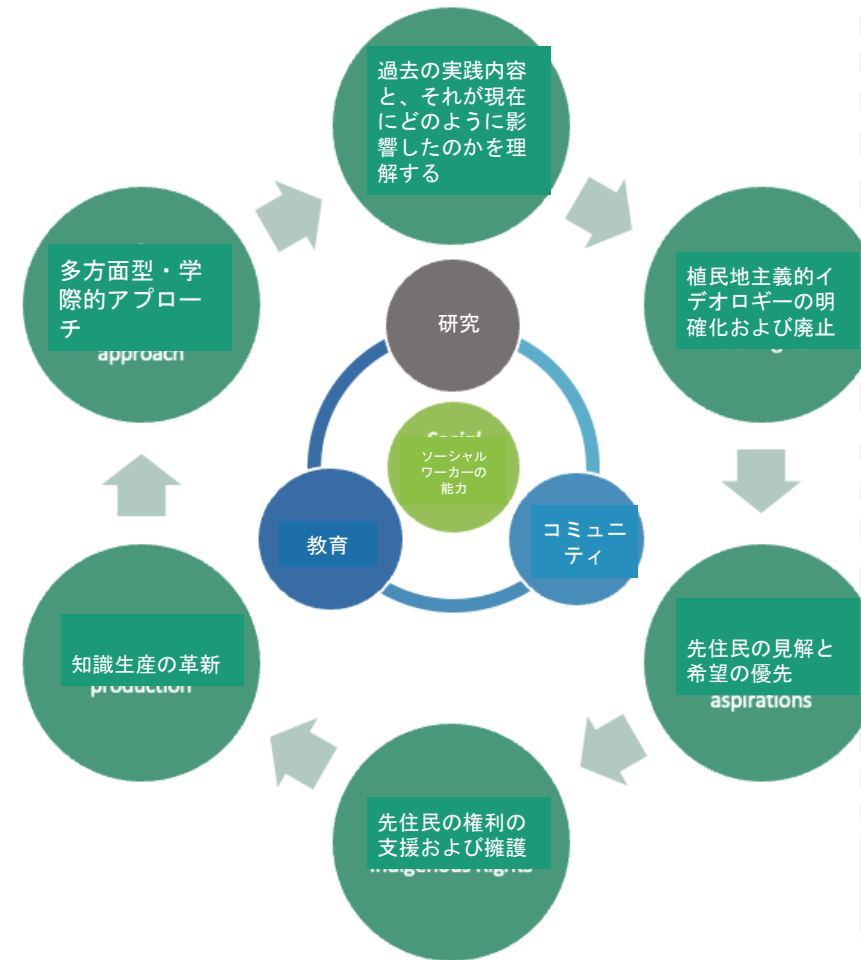 過去の実践内容
と、それが現在
にどのように影
響したのかを理
解する
植民地主義的イ
デオロギーの明
確化および廃止
先住民の見解と
希望の優先
aspirations
先住民の権利の
支援および擁護
Indigenous Rights
知識生産の革新
production
多方面型・学
際的アプロー
チ
approach
研究
Social
ソーシャル
ワーカーの
能力
教育
コミュニ
ティ